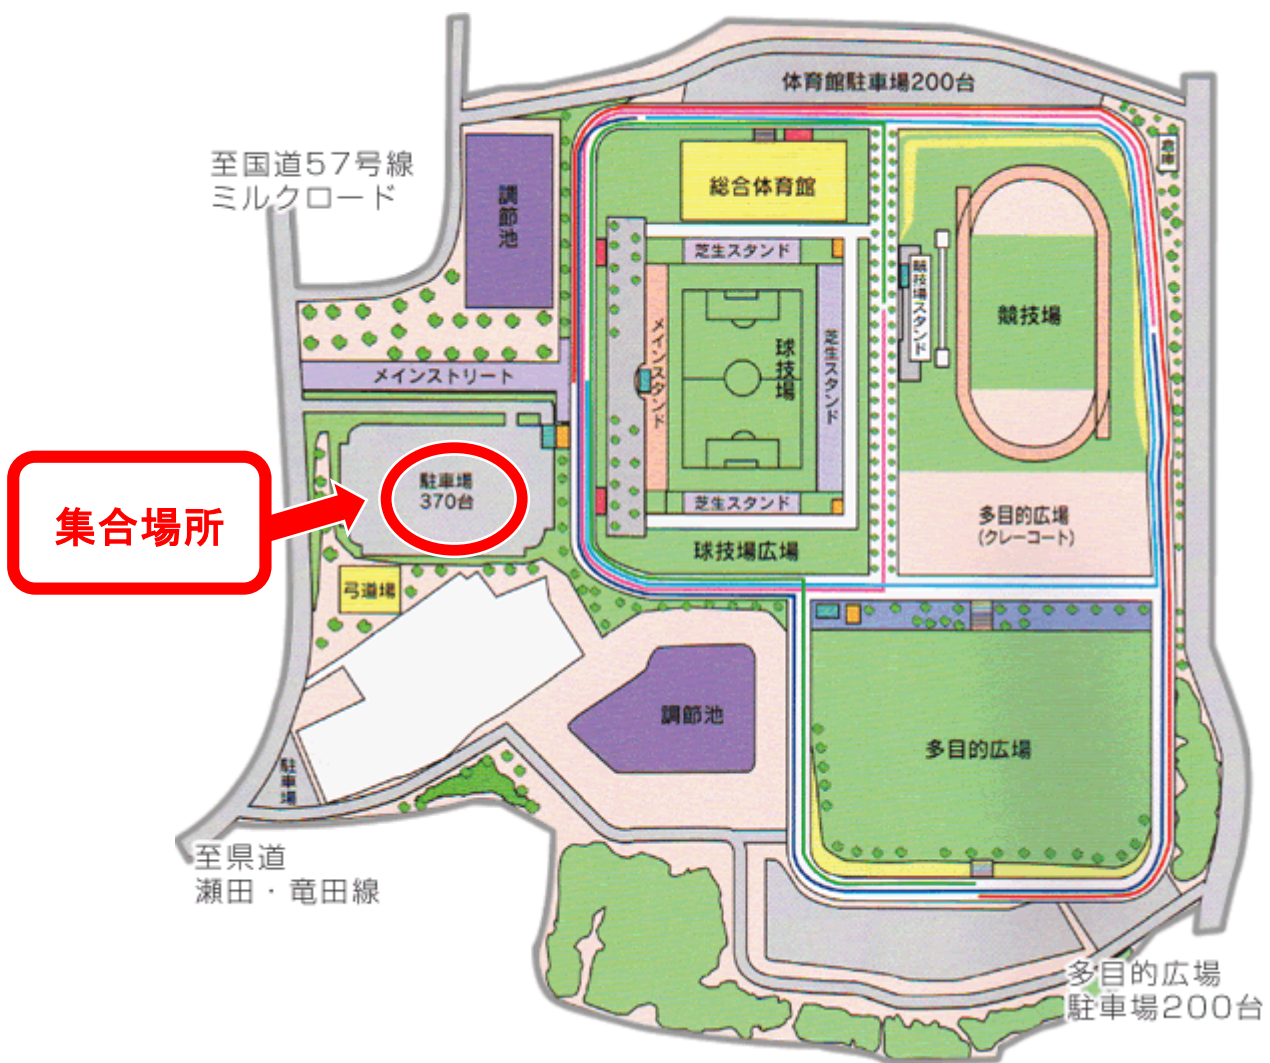 体育館駐車場200台
倉庫
至国道57号線
ミルクロード
調節池
総合体育館
芝生スタンド
競技場スタンド
競技場
メインスタンド
球技場
芝生スタンド
メインストリート
駐車場
370台
集合場所
芝生スタンド
多目的広場
(クレーコート)
球技場広場
弓道場
調節池
多目的広場
駐車場
至県道
瀬田・竜田線
多目的広場
駐車場200台